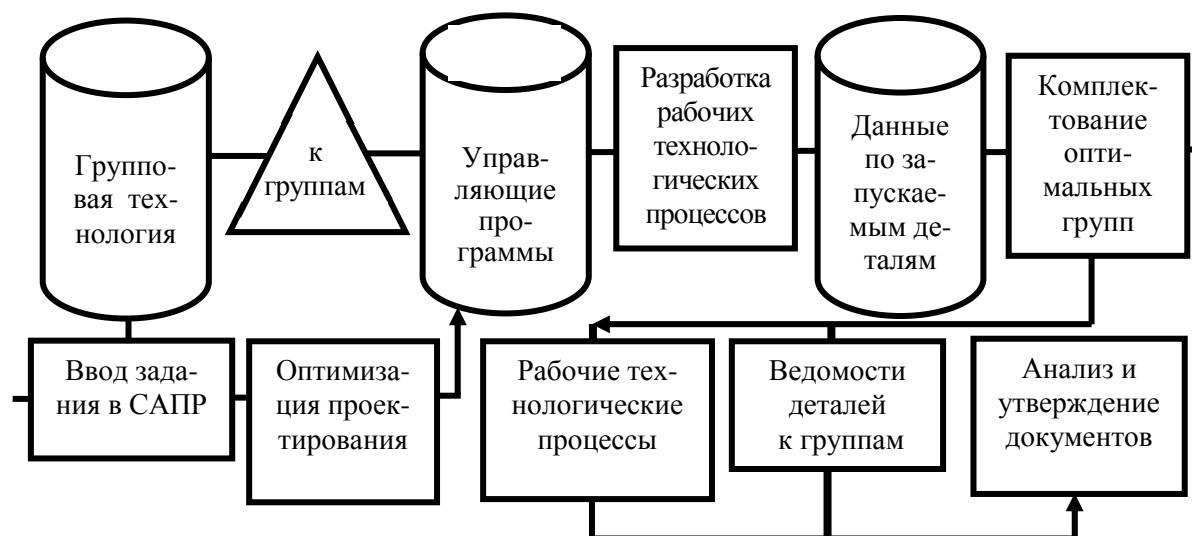 Группо-
вая тех-
нология
к
группам
Управ-
ляющие
про-
граммы
Разработка
рабочих
техноло-
гических
процессов
Данные
по за-
пускае-
мым де-
талям
Комплек-
тование
опти-
мальных
групп
Ввод зада-
ния в САПР
Оптимиза-
ция проек-
тирования
Рабочие тех-
нологические
процессы
Ведомости
деталей
к группам
Анализ и
утверждение
документов